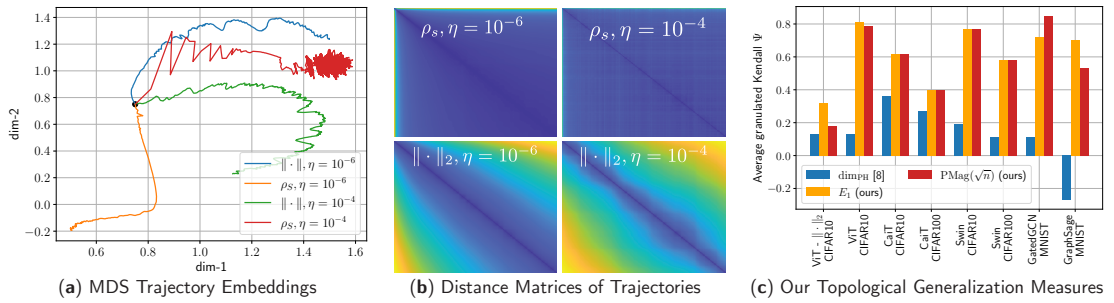 1.4
1.2
1.0
0.8
0.6
0.4
0.2
0.0
−0.2
dim-2
0.6 0.8 1.0 1.2 1.4 1.6
dim-1
‖·‖, η = 10⁻⁶
ρ_S, η = 10⁻⁶
‖·‖, η = 10⁻⁴
ρ_S, η = 10⁻⁴
(a) MDS Trajectory Embeddings
ρ_s, η = 10⁻⁶
ρ_s, η = 10⁻⁴
‖·‖₂, η = 10⁻⁶
‖·‖₂, η = 10⁻⁴
(b) Distance Matrices of Trajectories
Average granulated Kendall Ψ
0.8
0.6
0.4
0.2
0.0
−0.2
dim_PH [8]
E₁ (ours)
PMag(√n) (ours)
ViT - ‖·‖₂
CIFAR10
ViT
CIFAR10
CaiT
CIFAR10
CaiT
CIFAR100
Swin
CIFAR10
Swin
CIFAR100
GatedGCN
MNIST
GraphSage
MNIST
(c) Our Topological Generalization Measures